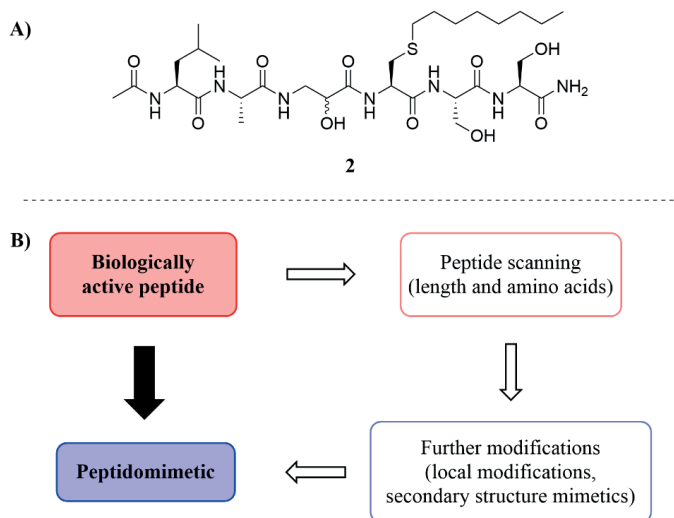 A)
O
H
N
O
N
H
O
H
N
OH
O
N
H
S
O
H
N
OH
O
N
H
OH
O
NH2
2
B)
Biologically
active peptide
Peptide scanning
(length and amino acids)
Peptidomimetic
Further modifications
(local modifications,
secondary structure mimetics)